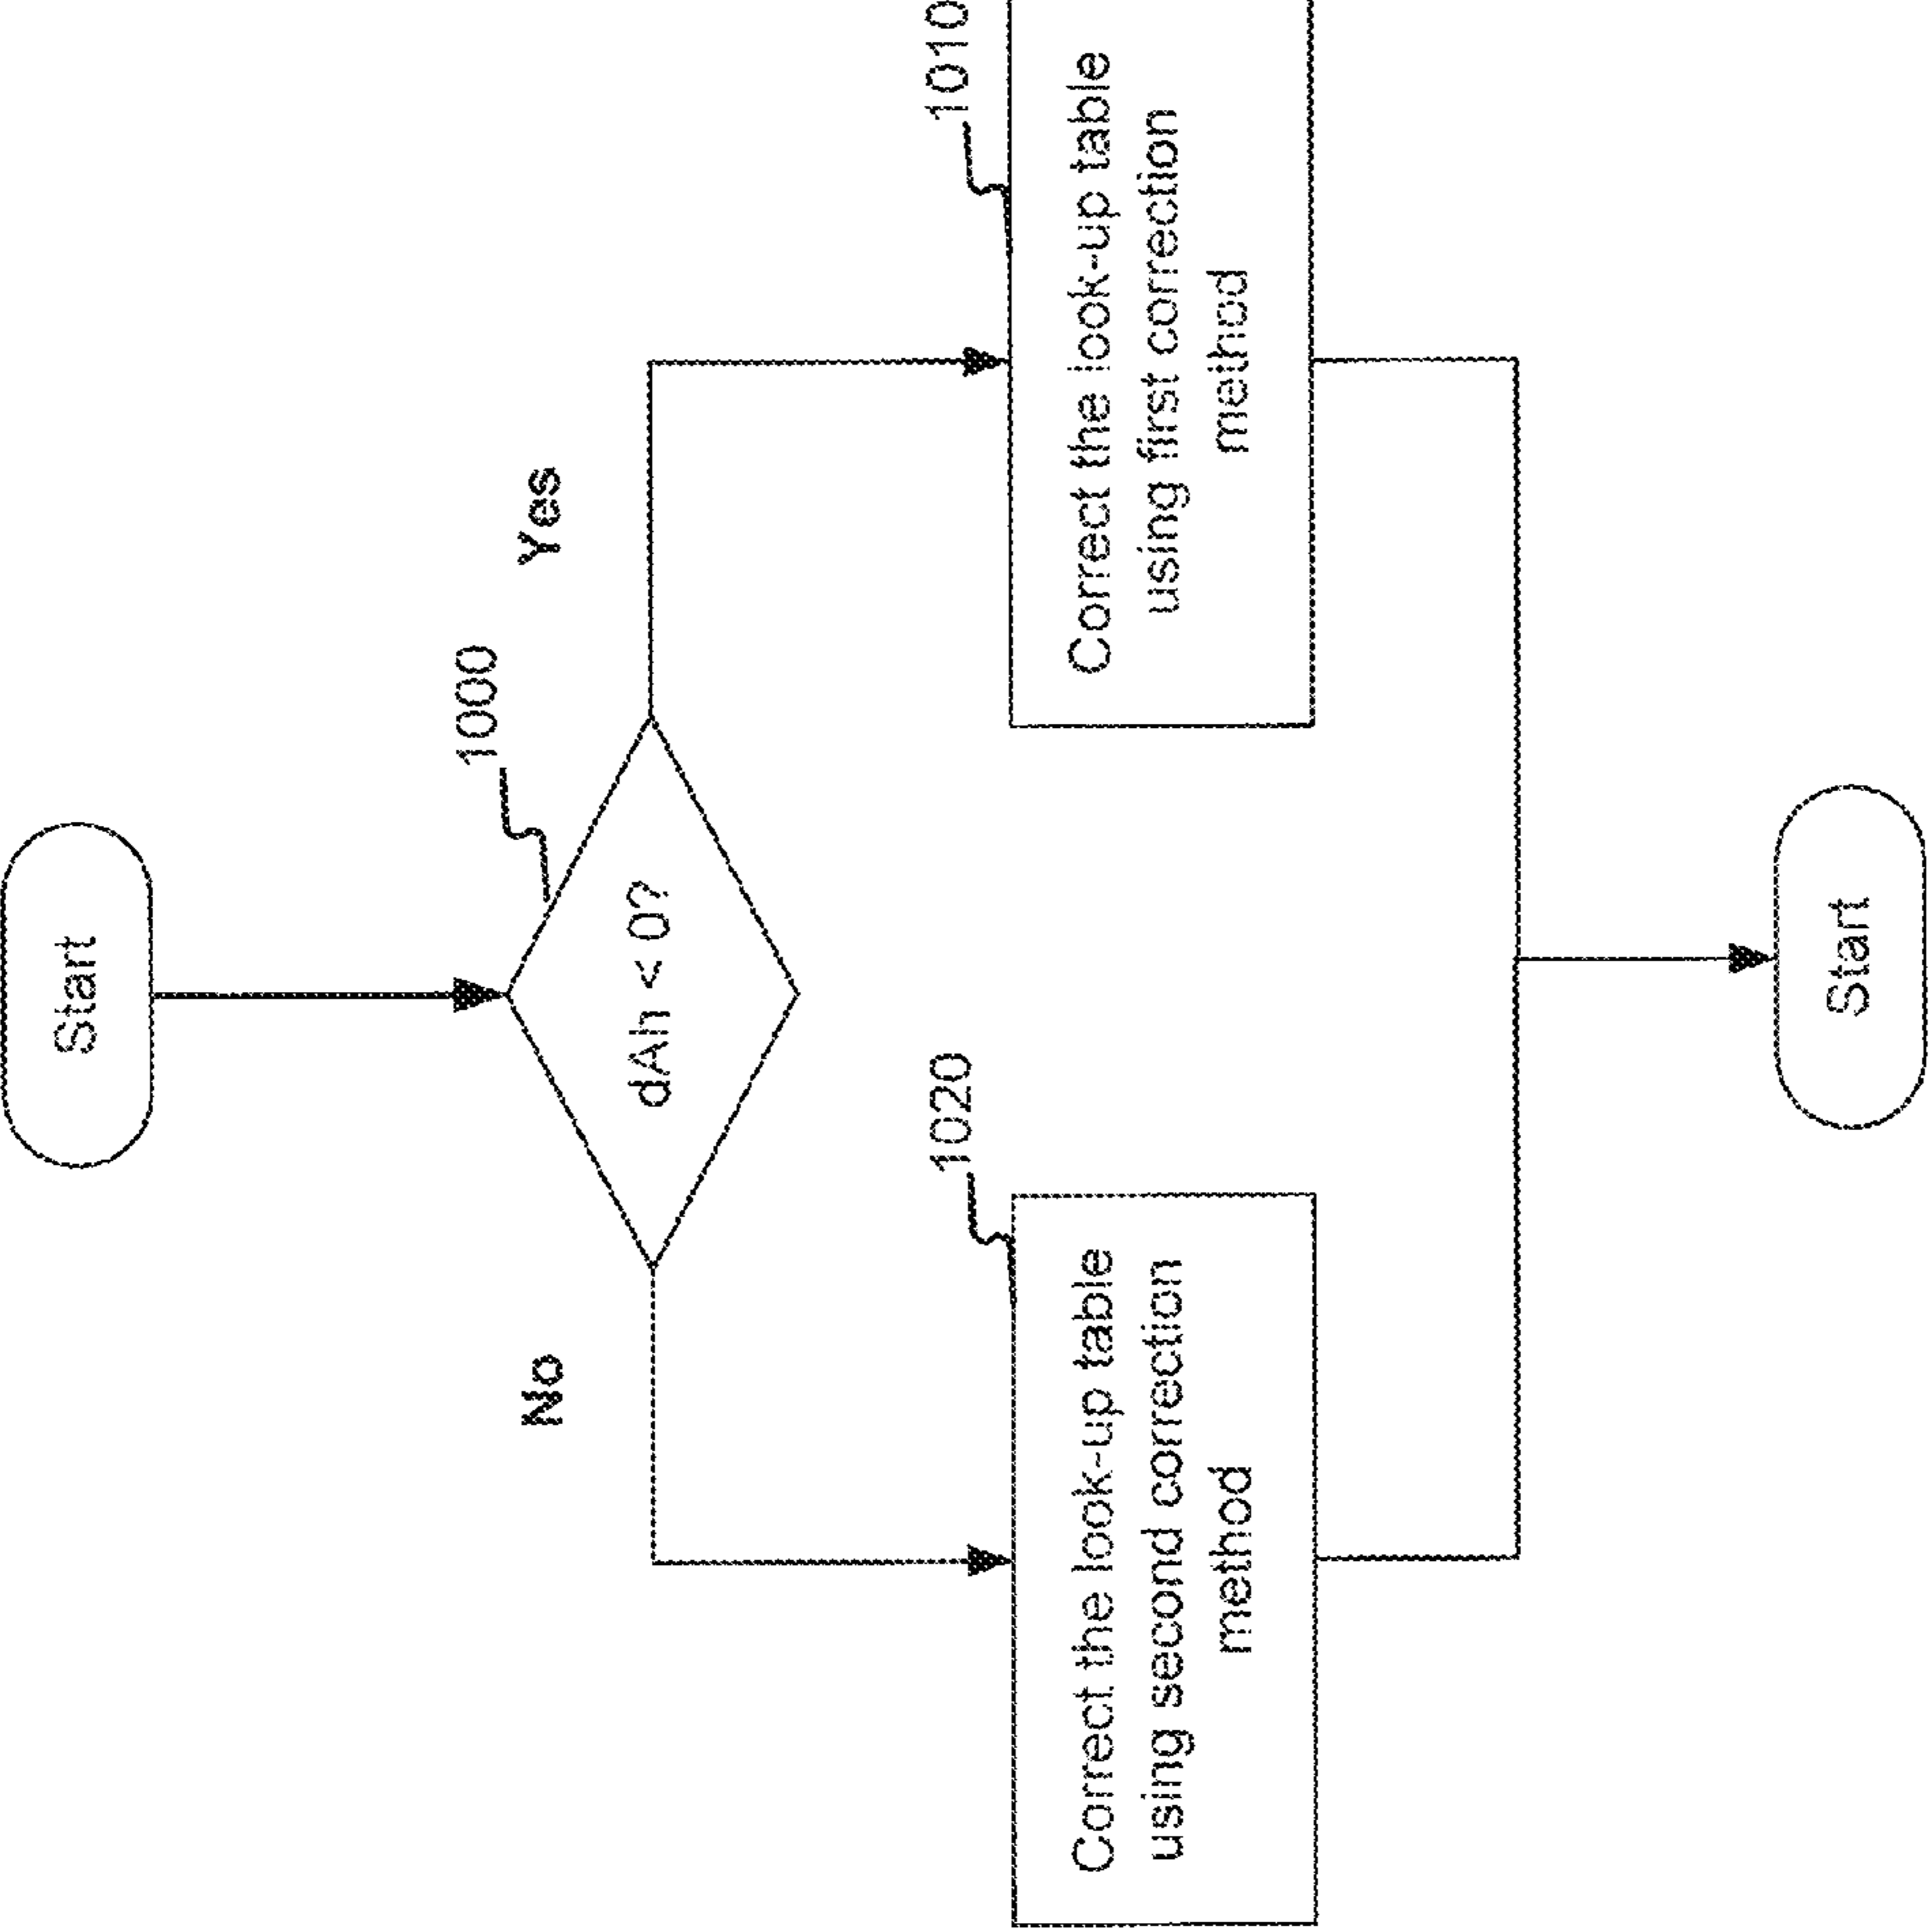 Start
1000
dAh < 0?
No
Yes
1020
1010
Correct the look-up table
using second correction
method
Correct the look-up table
using first correction
method
Start